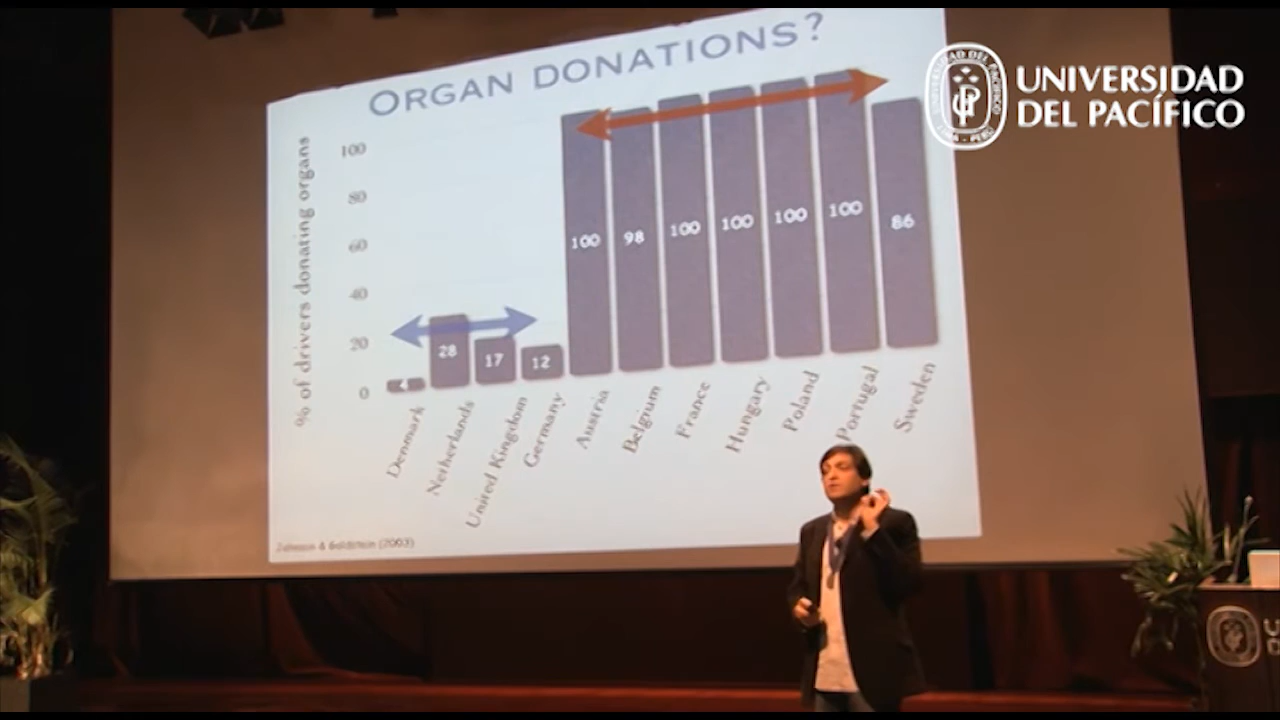 ORGAN DONATIONS?
UNIVERSIDAD
DEL PACÍFICO
% of drivers donating organs
100
80
60
40
20
0
4
28
17
12
100
98
100
100
100
100
86
Denmark
Netherlands
United Kingdom
Germany
Austria
Belgium
France
Hungary
Poland
Portugal
Sweden
Johnson & Goldstein (2003)